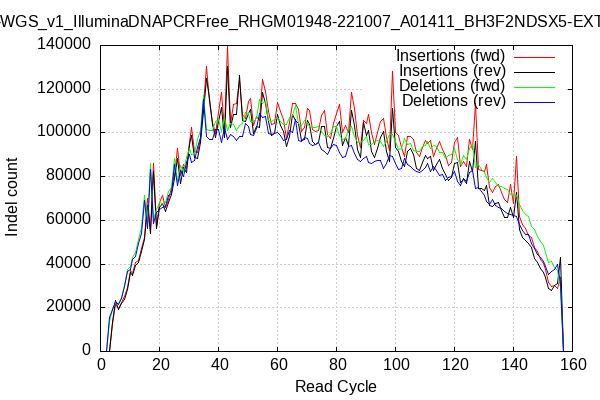 -WGS_v1_IlluminaDNAPCRFree_RHGM01948-221007_A01411_BH3F2NDSX5-EXT
140000
120000
100000
80000
60000
40000
20000
0
Indel count
Insertions (fwd)
Insertions (rev)
Deletions (fwd)
Deletions (rev)
0 20 40 60 80 100 120 140 160
Read Cycle